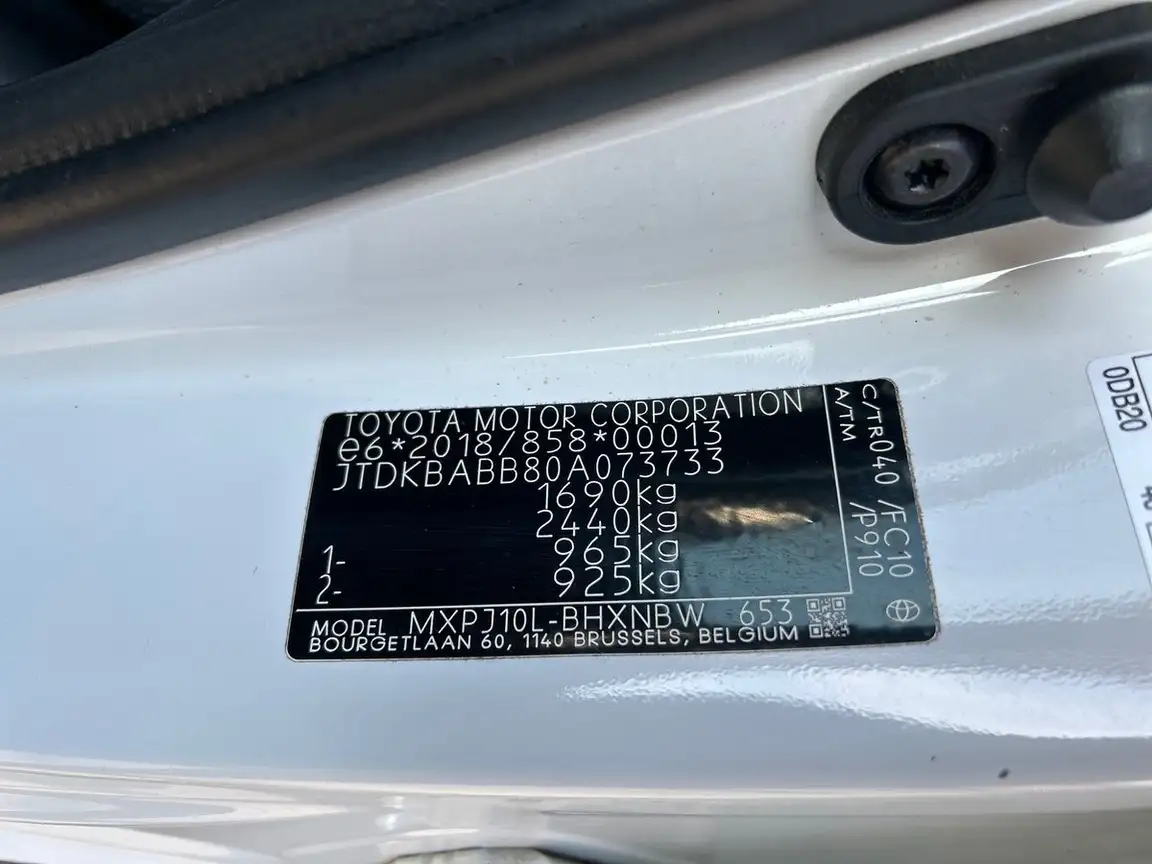 TOYOTA MOTOR CORPORATION
e6*2018/858*00013
JTDKBABB80A073733
1690kg
2440kg
1- 965kg
2- 925kg
MODEL MXPJ10L-BHXNBW 653
BOURGETLAAN 60, 1140 BRUSSELS, BELGIUM
C/TR040 /FC10
A/TM /P910
0DB20